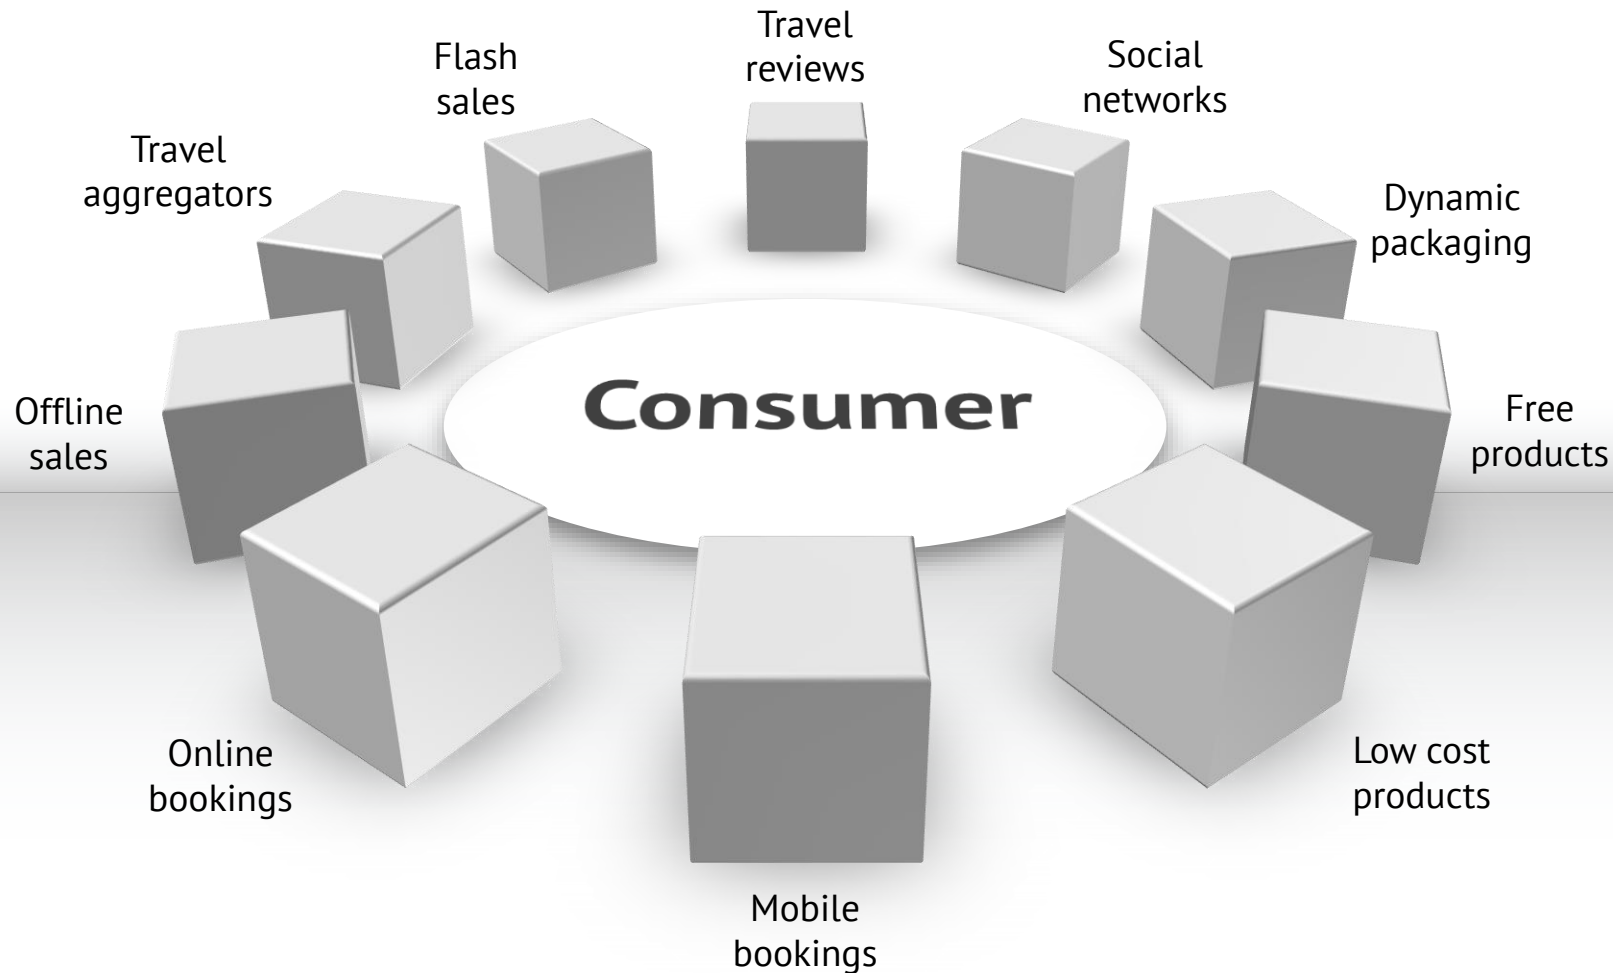 Travel
reviews
Flash
sales
Social
networks
Travel
aggregators
Dynamic
packaging
Consumer
Offline
sales
Free
products
Online
bookings
Low cost
products
Mobile
bookings